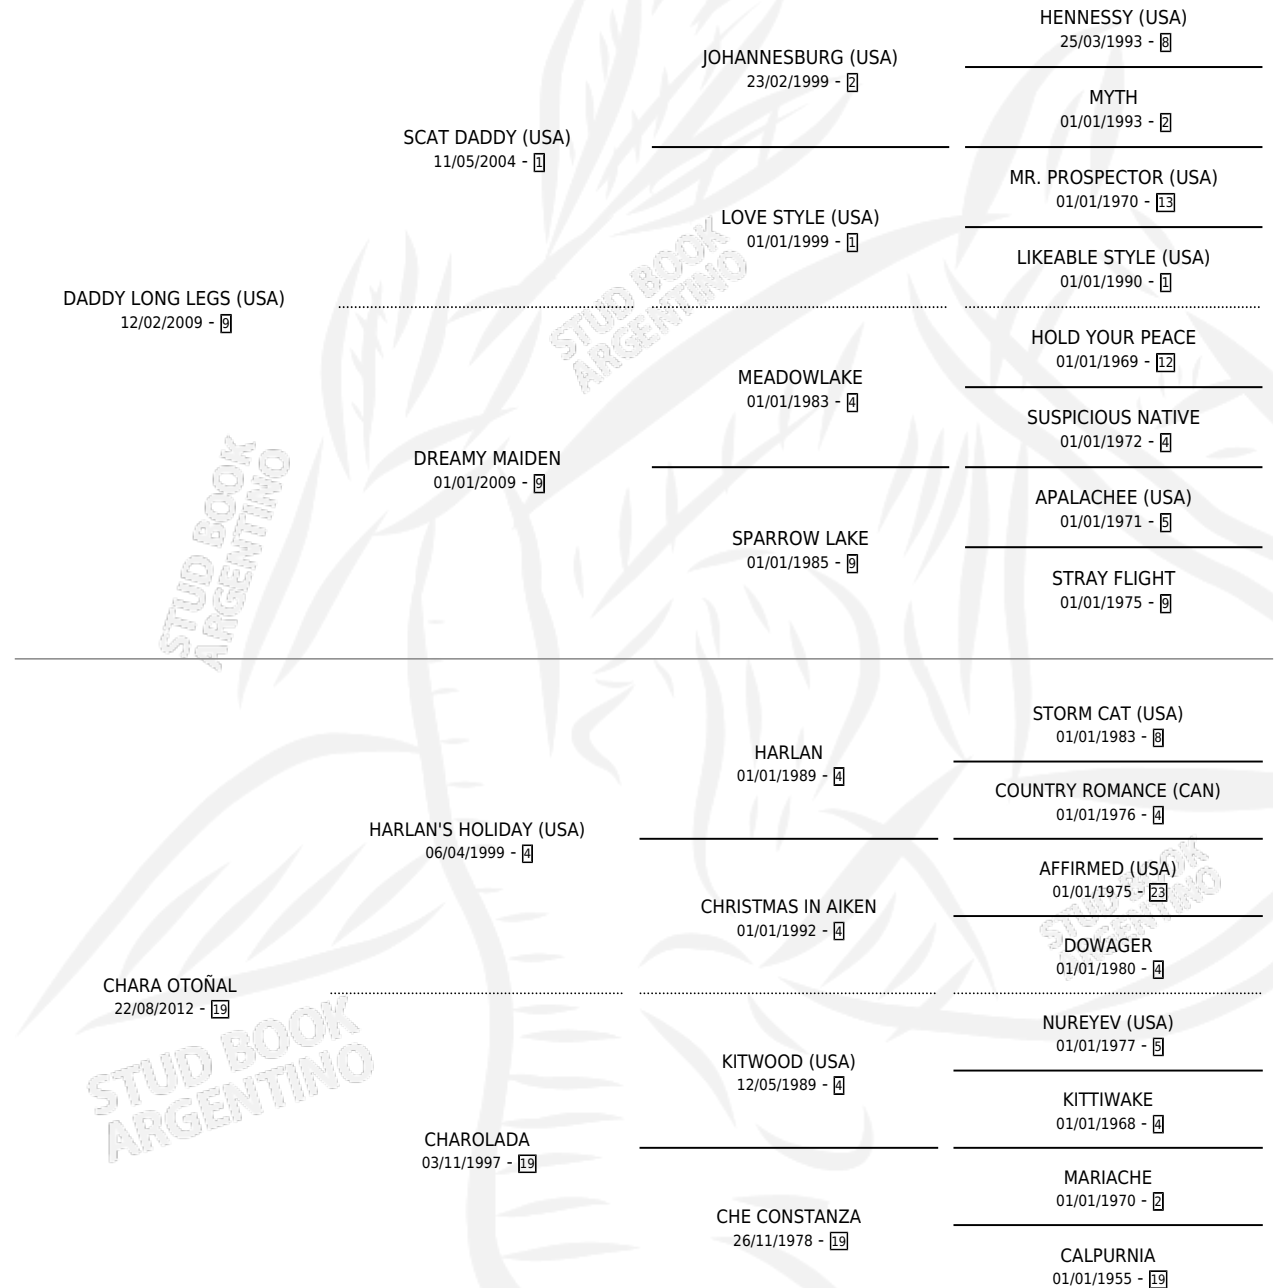 HENNESSY (USA)
25/03/1993 - 8
JOHANNESBURG (USA)
23/02/1999 - 2
MYTH
01/01/1993 - 2
SCAT DADDY (USA)
11/05/2004 - 1
MR. PROSPECTOR (USA)
01/01/1970 - 13
LOVE STYLE (USA)
01/01/1999 - 1
LIKEABLE STYLE (USA)
01/01/1990 - 1
DADDY LONG LEGS (USA)
12/02/2009 - 9
STUD BOOK
ARGENTINO
HOLD YOUR PEACE
01/01/1969 - 12
MEADOWLAKE
01/01/1983 - 4
SUSPICIOUS NATIVE
01/01/1972 - 4
DREAMY MAIDEN
01/01/2009 - 9
APALACHEE (USA)
01/01/1971 - 5
SPARROW LAKE
01/01/1985 - 9
STRAY FLIGHT
01/01/1975 - 9
STUD BOOK
ARGENTINO
STORM CAT (USA)
01/01/1983 - 8
HARLAN
01/01/1989 - 4
COUNTRY ROMANCE (CAN)
01/01/1976 - 4
HARLAN'S HOLIDAY (USA)
06/04/1999 - 4
AFFIRMED (USA)
01/01/1975 - 23
STUD BOOK
ARGENTINO
CHRISTMAS IN AIKEN
01/01/1992 - 4
DOWAGER
01/01/1980 - 4
CHARA OTOÑAL
22/08/2012 - 19
NUREYEV (USA)
01/01/1977 - 5
KITWOOD (USA)
12/05/1989 - 4
KITTIWAKE
01/01/1968 - 4
STUD BOOK
ARGENTINO
CHAROLADA
03/11/1997 - 19
MARIACHE
01/01/1970 - 2
CHE CONSTANZA
26/11/1978 - 19
CALPURNIA
01/01/1955 - 19